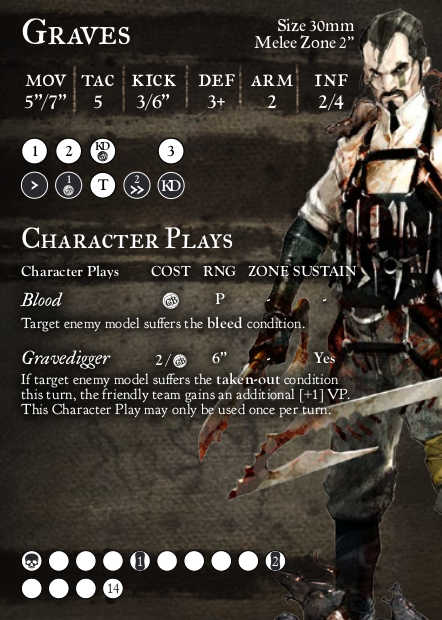 GRAVES
Size 30mm
Melee Zone 2"
MOV TAC KICK DEF ARM INF
5"/7" 5 3/6" 3+ 2 2/4
1 2 KD GB 3
> 1 GB T 2 >> KD
CHARACTER PLAYS
Character Plays COST RNG ZONE SUSTAIN
Blood GB P - -
Target enemy model suffers the bleed condition.
Gravedigger 2/GB 6" - Yes
If target enemy model suffers the taken-out condition
this turn, the friendly team gains an additional [+1] VP.
This Character Play may only be used once per turn.
1 2
14